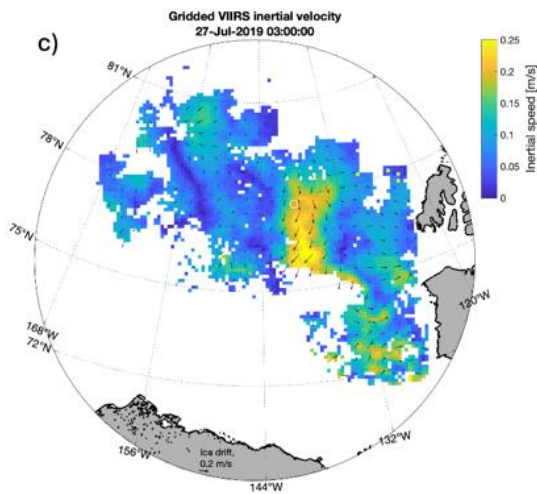 Gridded VIIRS inertial velocity
27-Jul-2019 03:00:00
c)
81°N
78°N
75°N
168°W
72°N
156°W
144°W
132°W
120°W
Ice drift,
0.2 m/s
0.25
0.2
0.15
0.1
0.05
0
Inertial speed [m/s]